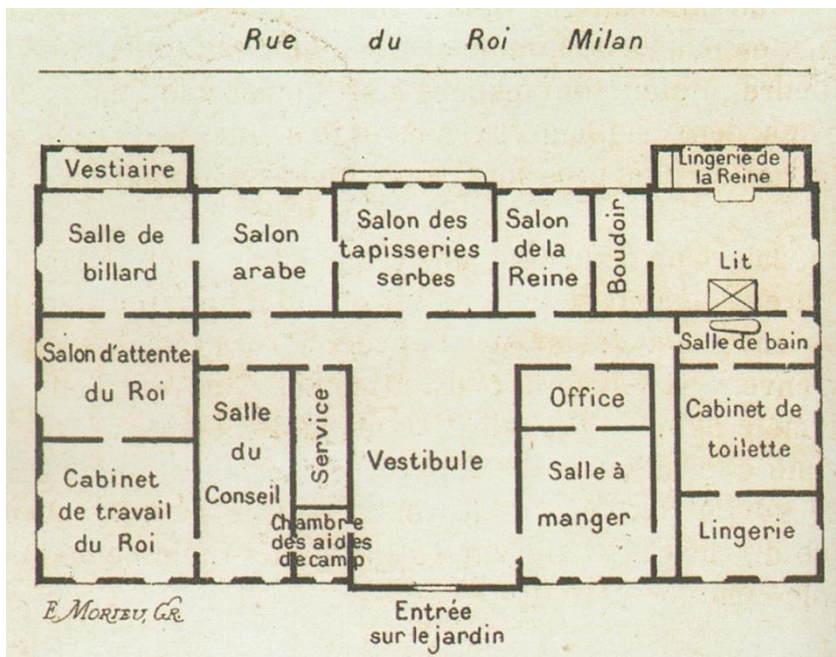 Rue du Roi Milan
Vestiaire
Lingerie de
la Reine
Salle de
billard
Salon
arabe
Salon des
tapisseries
serbes
Salon
de la
Reine
Boudoir
Lit
Salon d'attente
du Roi
Salle de bain
Salle
du
Conseil
Service
Vestibule
Office
Cabinet de
toilette
Cabinet
de travail
du Roi
Chambre
des aides
de camp
Salle à
manger
Lingerie
E. MORIEU, GR.
Entrée
sur le jardin